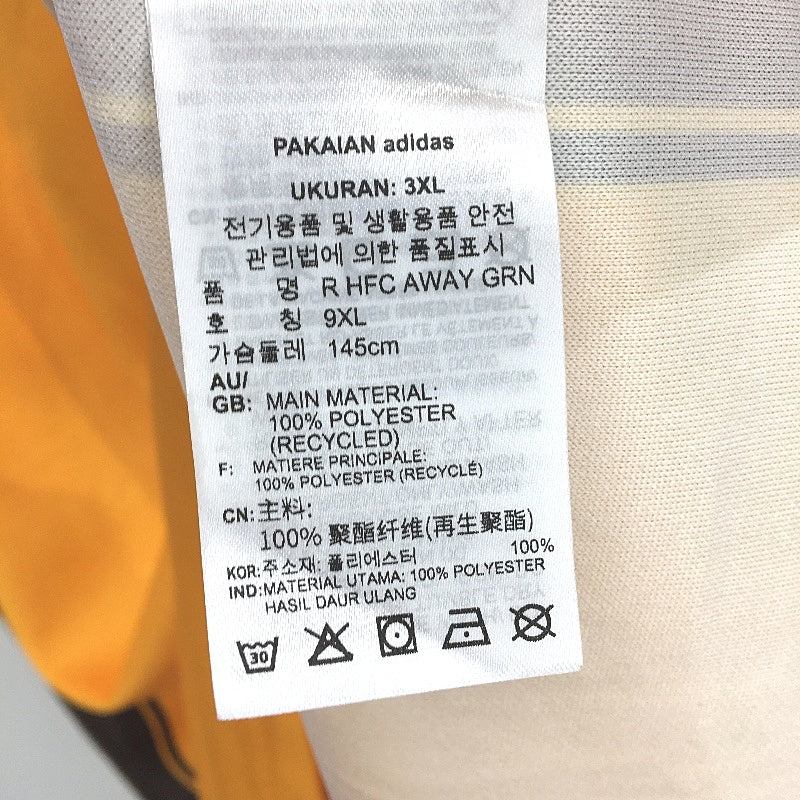 PAKAIAN adidas
UKURAN: 3XL
전기용품 및 생활용품 안전
관리법에 의한 품질표시
품 명 R HFC AWAY GRN
호 칭 9XL
가슴둘레 145cm
AU/
GB: MAIN MATERIAL:
100% POLYESTER
(RECYCLED)
F: MATIERE PRINCIPALE:
100% POLYESTER (RECYCLÉ)
CN: 主料:
100% 聚酯纤维(再生聚酯)
KOR: 주소재: 폴리에스터 100%
IND: MATERIAL UTAMA: 100% POLYESTER
HASIL DAUR ULANG
30